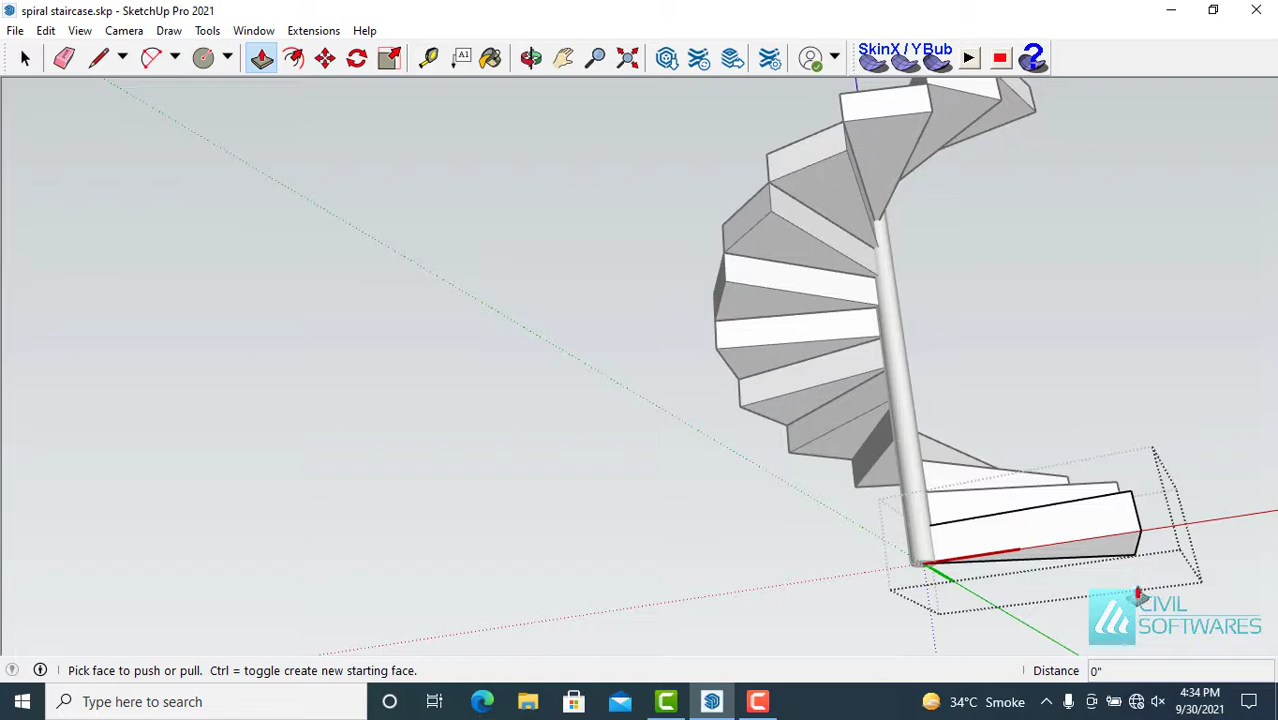 spiral staircase.skp - SketchUp Pro 2021
File Edit View Camera Draw Tools Window Extensions Help
A1
SkinX / YBub
?
CIVIL
SOFTWARES
Pick face to push or pull. Ctrl = toggle create new starting face.
Distance 0"
Type here to search
34°C Smoke
4:34 PM
9/30/2021